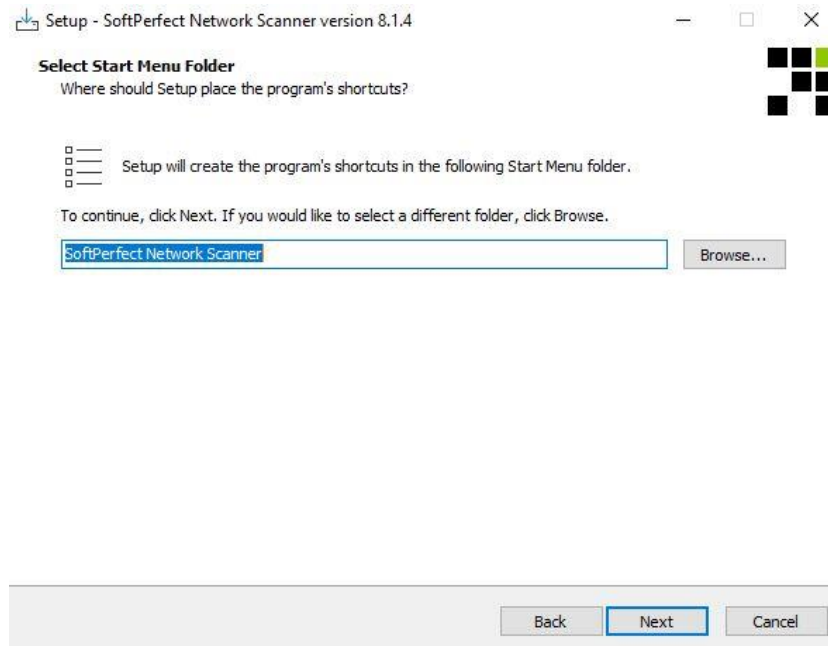 Setup - SoftPerfect Network Scanner version 8.1.4
Select Start Menu Folder
Where should Setup place the program's shortcuts?
Setup will create the program's shortcuts in the following Start Menu folder.
To continue, click Next. If you would like to select a different folder, click Browse.
SoftPerfect Network Scanner
Browse...
Back
Next
Cancel